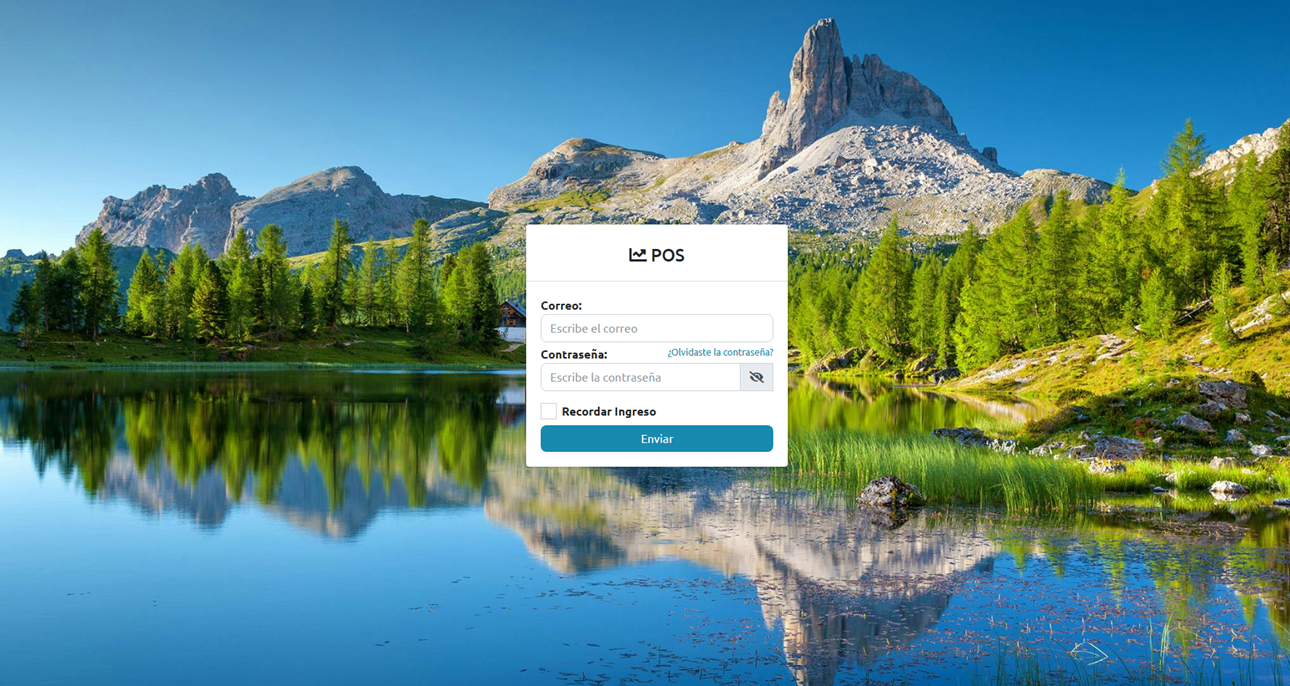 POS
Correo:
Escribe el correo
Contraseña: ¿Olvidaste la contraseña?
Escribe la contraseña
Recordar Ingreso
Enviar